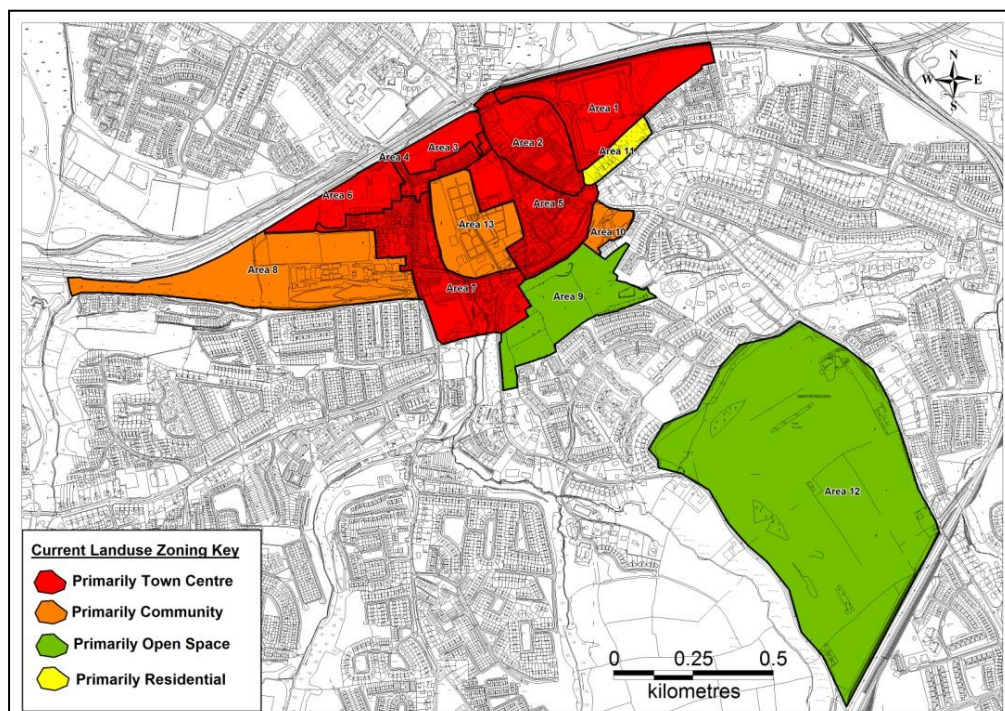 N
W E
S
Area 1
Area 2
Area 3
Area 4
Area 11
Area 6
Area 5
Area 13
Area 10
Area 8
Area 7
Area 9
Area 12
Current Landuse Zoning Key
Primarily Town Centre
Primarily Community
Primarily Open Space
Primarily Residential
0 0.25 0.5
kilometres